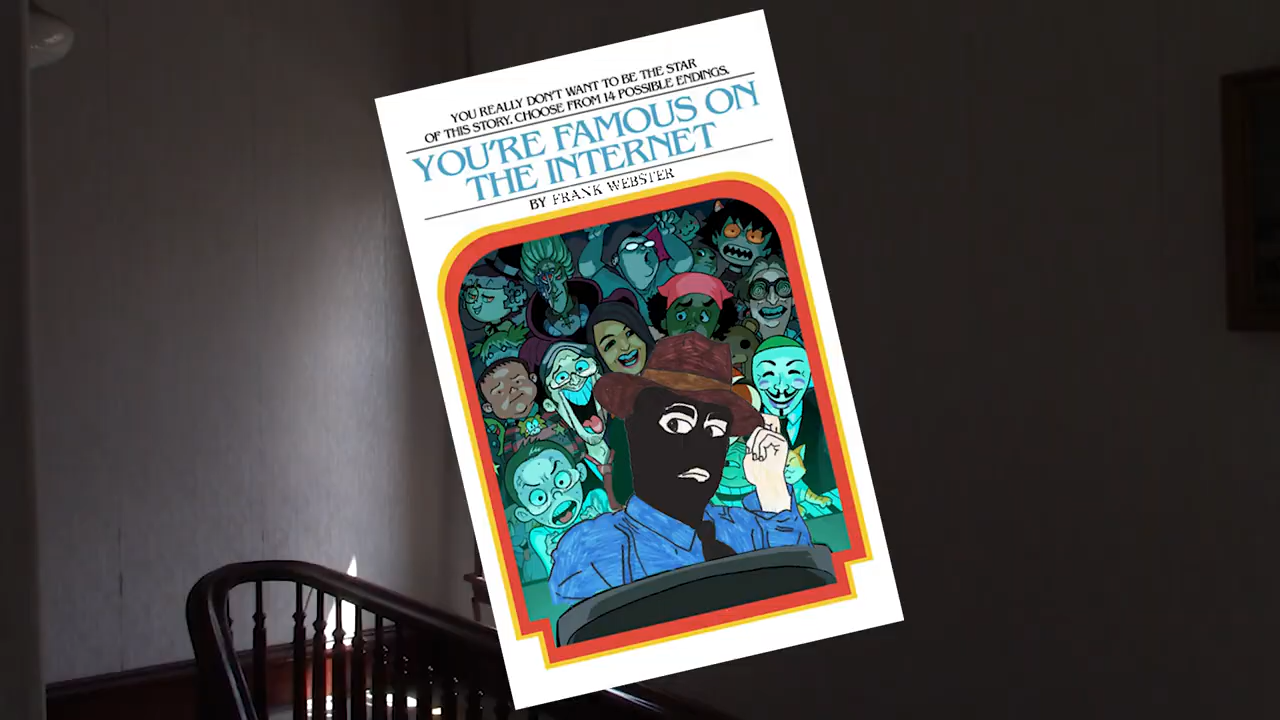 YOU REALLY DON'T WANT TO BE THE STAR
OF THIS STORY. CHOOSE FROM 14 POSSIBLE ENDINGS.
YOU'RE FAMOUS ON
THE INTERNET
BY FRANK WEBSTER